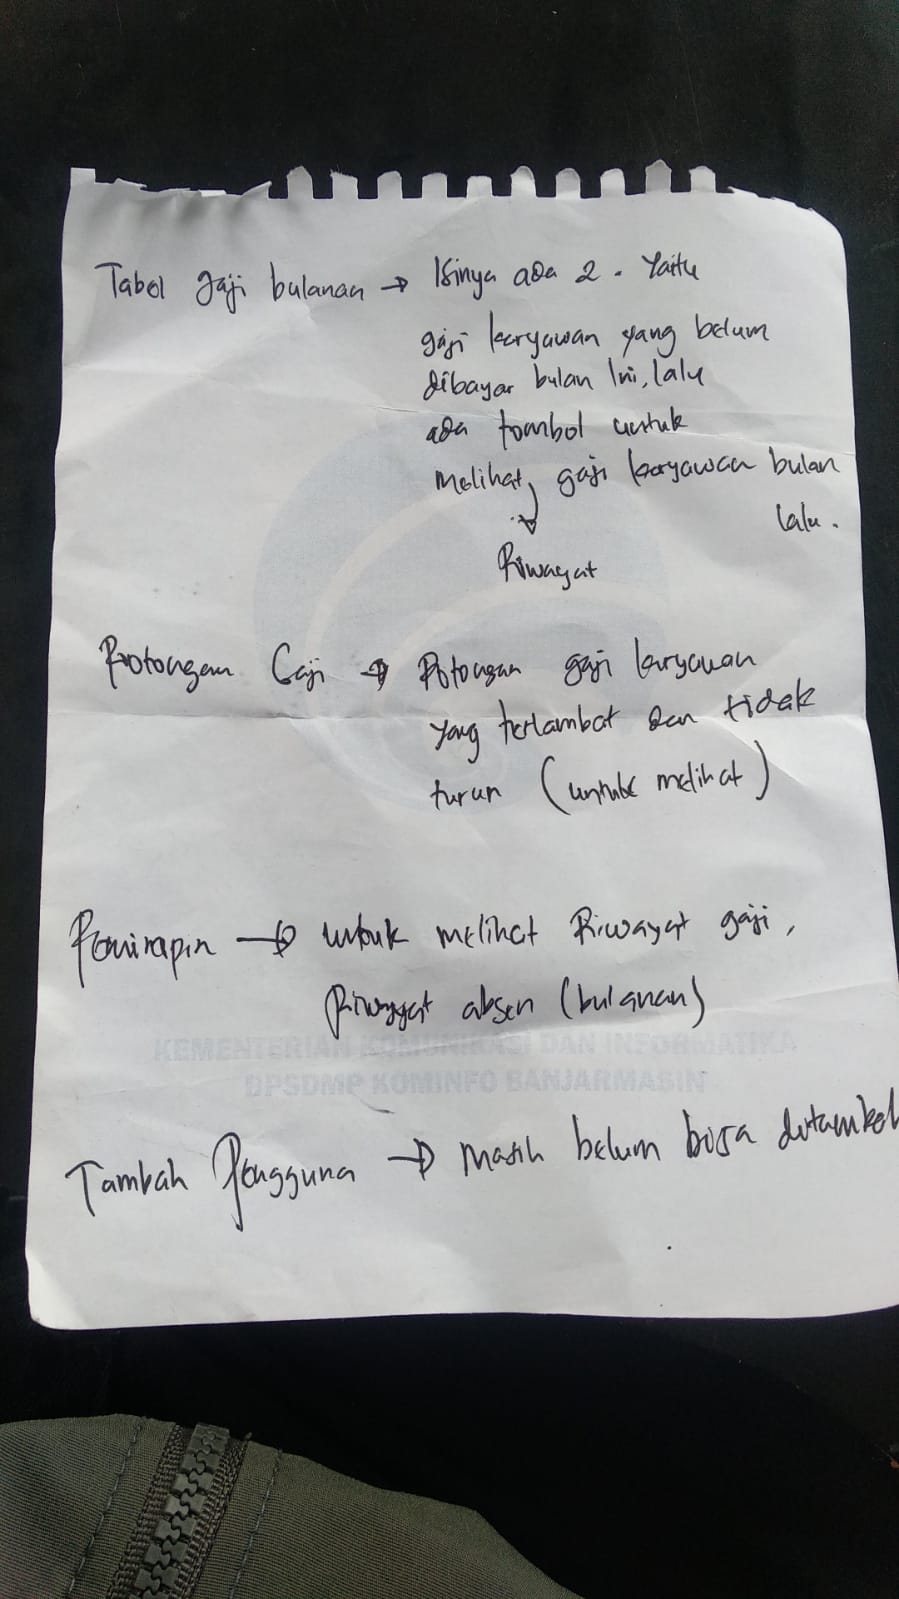 Tabel gaji bulanan → Isinya ada 2. Yaitu
gaji karyawan yang belum
dibayar bulan Ini, lalu
ada tombol untuk
melihat gaji karyawan bulan
lalu.
Riwayat
Potongan Gaji → Potongan gaji karyawan
yang terlambat dan tidak
turun (untuk melihat)
Pemimpin → untuk melihat Riwayat gaji,
Riwayat absen (bulanan)
KEMENTERIAN KOMUNIKASI DAN INFORMATIKA
BPSDMP KOMINFO BANJARMASIN
Tambah Pengguna → Masih belum bisa